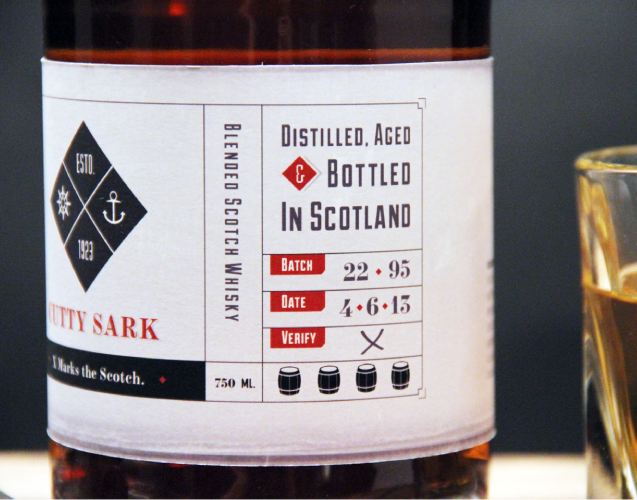 ESTD.
1923
CUTTY SARK
X Marks the Scotch.
BLENDED SCOTCH WHISKY
750 ML.
DISTILLED, AGED
& BOTTLED
IN SCOTLAND
BATCH 22 • 95
DATE 4•6•13
VERIFY X